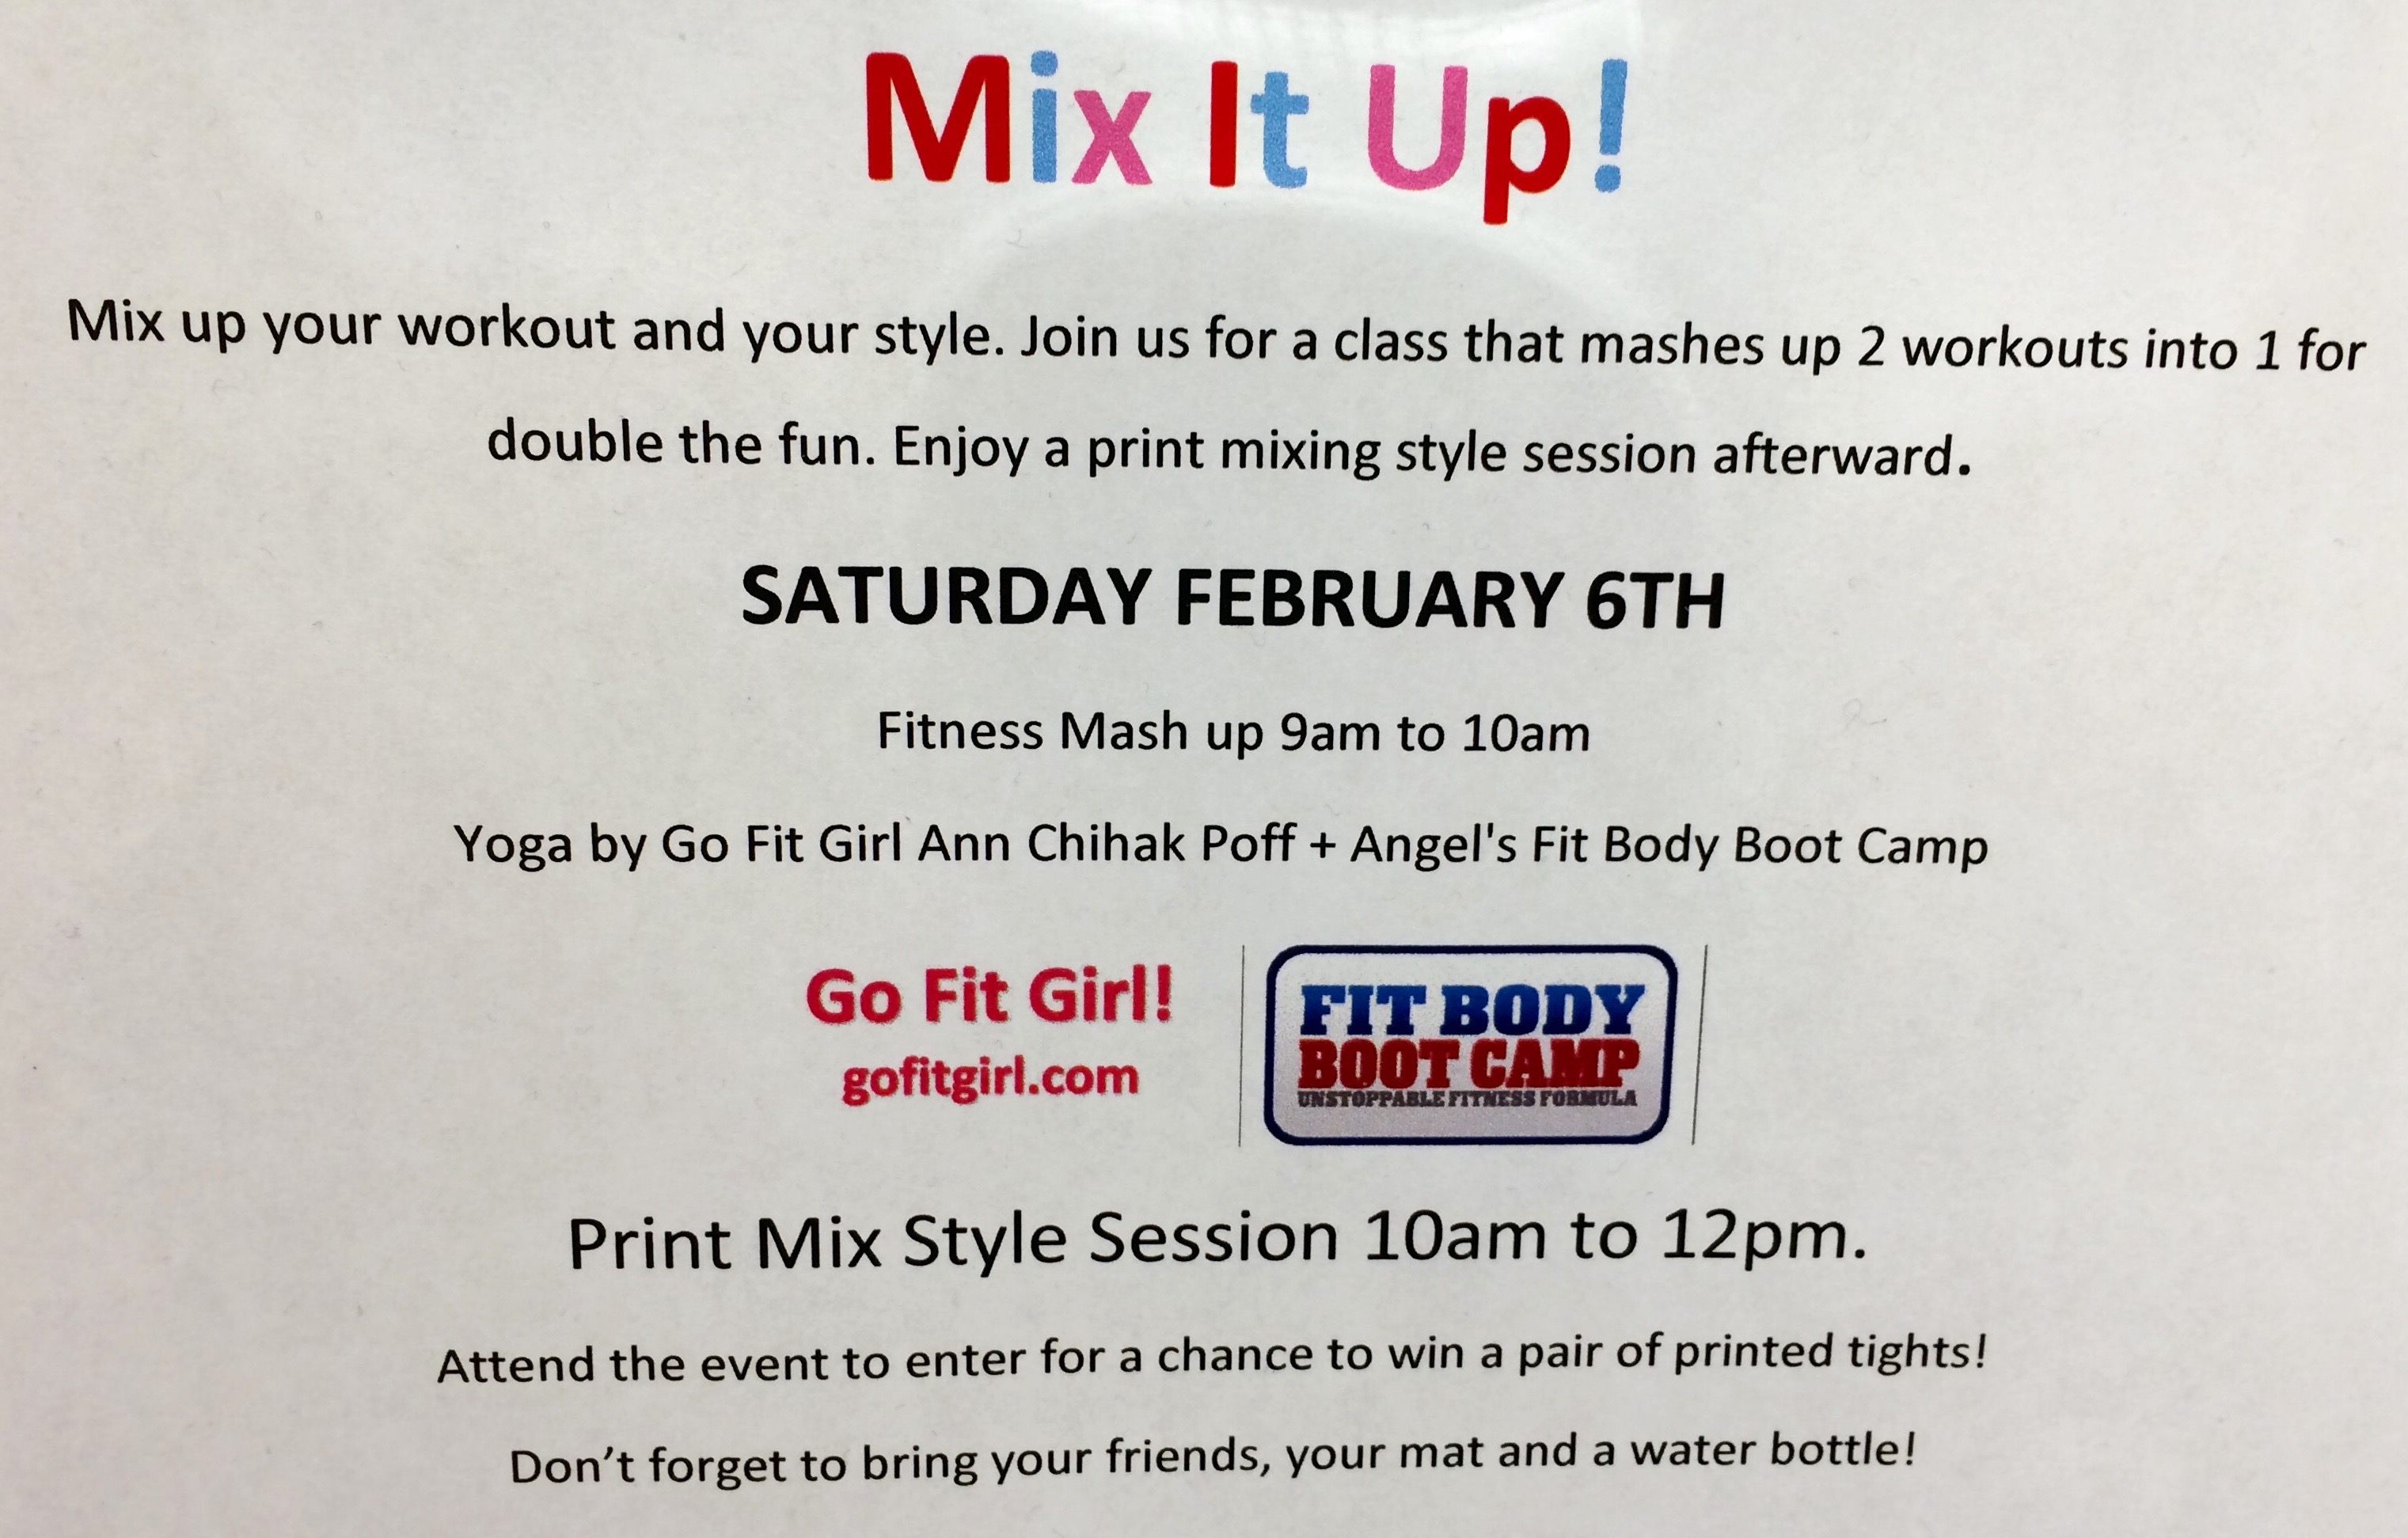 Mix It Up!
Mix up your workout and your style. Join us for a class that mashes up 2 workouts into 1 for
double the fun. Enjoy a print mixing style session afterward.
SATURDAY FEBRUARY 6TH
Fitness Mash up 9am to 10am
Yoga by Go Fit Girl Ann Chihak Poff + Angel's Fit Body Boot Camp
Go Fit Girl!
gofitgirl.com
FIT BODY
BOOT CAMP
UNSTOPPABLE FITNESS FORMULA
Print Mix Style Session 10am to 12pm.
Attend the event to enter for a chance to win a pair of printed tights!
Don’t forget to bring your friends, your mat and a water bottle!